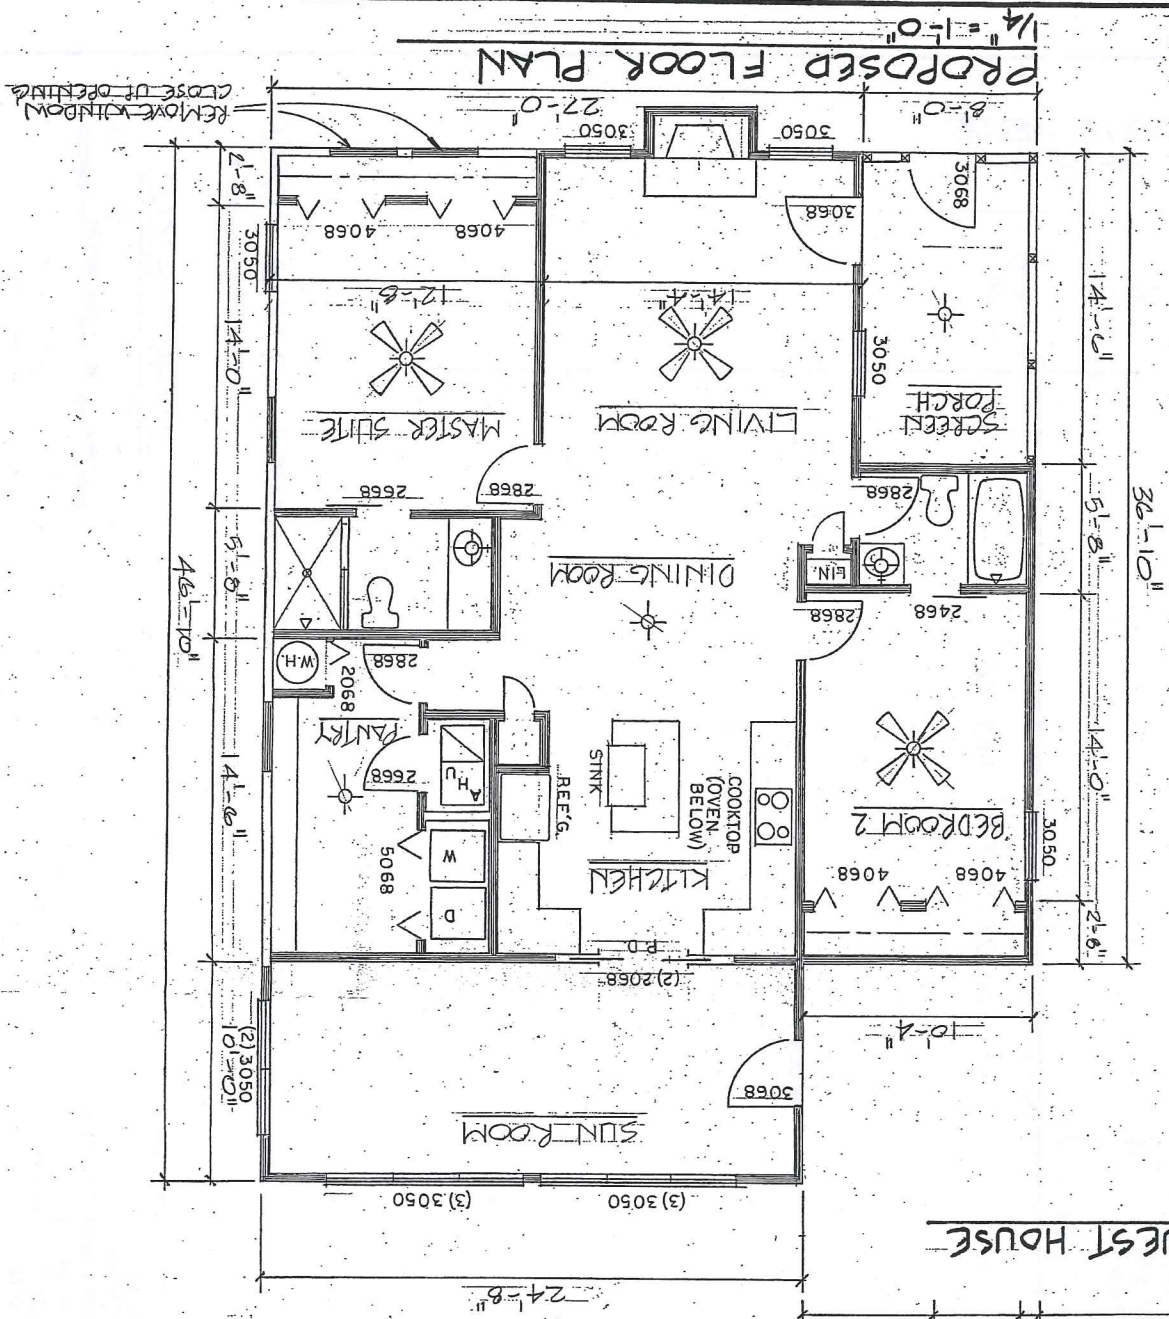 UEST HOUSE
24'-8"
(3) 3050
(3) 3050
SUN ROOM
3068
(2) 3050
10'-0"
10'-4"
(2) 2068
P.D.
2'-8"
4068
4068
3050
BEDROOM 2
14'-0"
KITCHEN
COOKTOP
(OVEN
BELOW)
SINK
REF'G.
D
W
5068
14'-6"
A
H
U
2668
PANTRY
2068
W.H.
2868
2868
2468
DINING ROOM
LIN.
2868
5'-8"
5'-8"
46'-10"
36'-10"
2868
2668
SCREEN
PORCH
LIVING ROOM
MASTER SUITE
3050
14'-6"
14'-0"
14'-4"
12'-8"
3050
3068
3068
4068
4068
2'-8"
3050
3050
REMOVE WINDOW
CLOSE UP OPENING
8'-0"
27'-0"
PROPOSED FLOOR PLAN
1/4" = 1'-0"